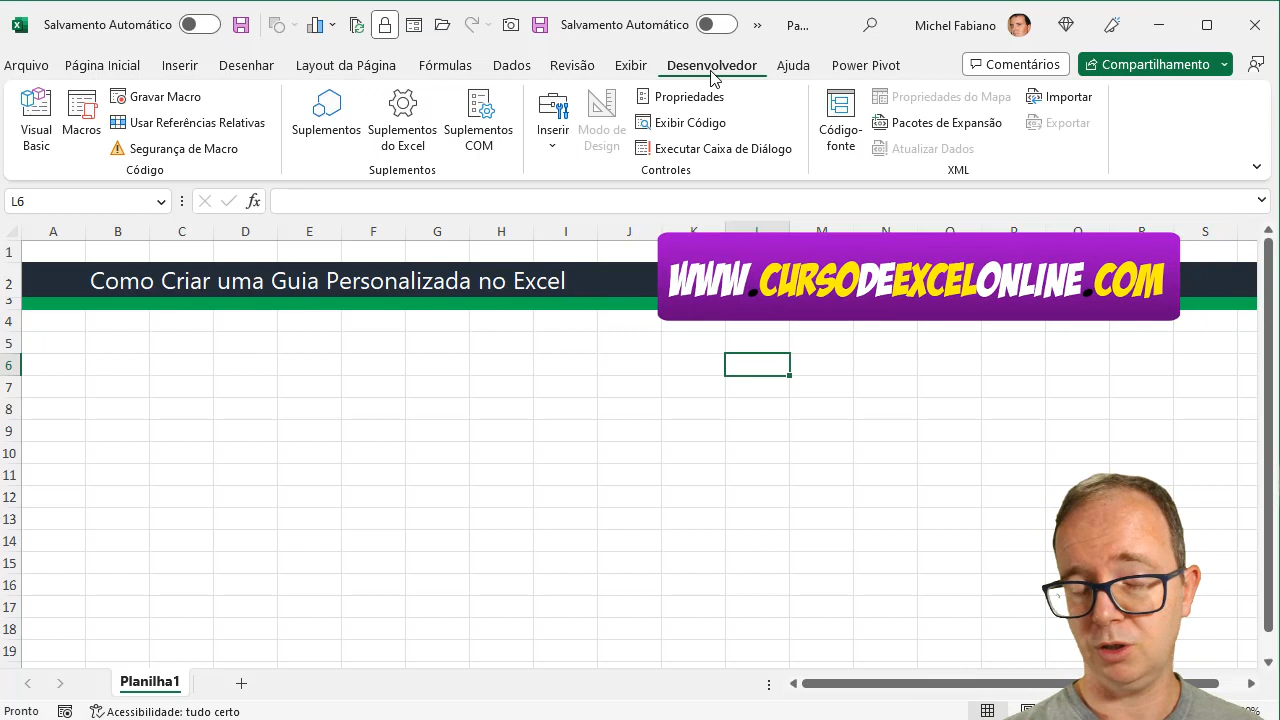 Salvamento Automático
Salvamento Automático
Pa...
Michel Fabiano
Arquivo
Página Inicial
Inserir
Desenhar
Layout da Página
Fórmulas
Dados
Revisão
Exibir
Desenvolvedor
Ajuda
Power Pivot
Comentários
Compartilhamento
Visual Basic
Macros
Gravar Macro
Usar Referências Relativas
Segurança de Macro
Código
Suplementos
Suplementos do Excel
Suplementos COM
Suplementos
Inserir
Modo de Design
Propriedades
Exibir Código
Executar Caixa de Diálogo
Controles
Código-fonte
Propriedades do Mapa
Pacotes de Expansão
Atualizar Dados
Importar
Exportar
XML
L6
fx
A B C D E F G H I J K L M N O P Q R S
1
2 Como Criar uma Guia Personalizada no Excel
WWW.CURSODEEXCELONLINE.COM
3
4
5
6
7
8
9
10
11
12
13
14
15
16
17
18
19
Planilha1
Pronto
Acessibilidade: tudo certo